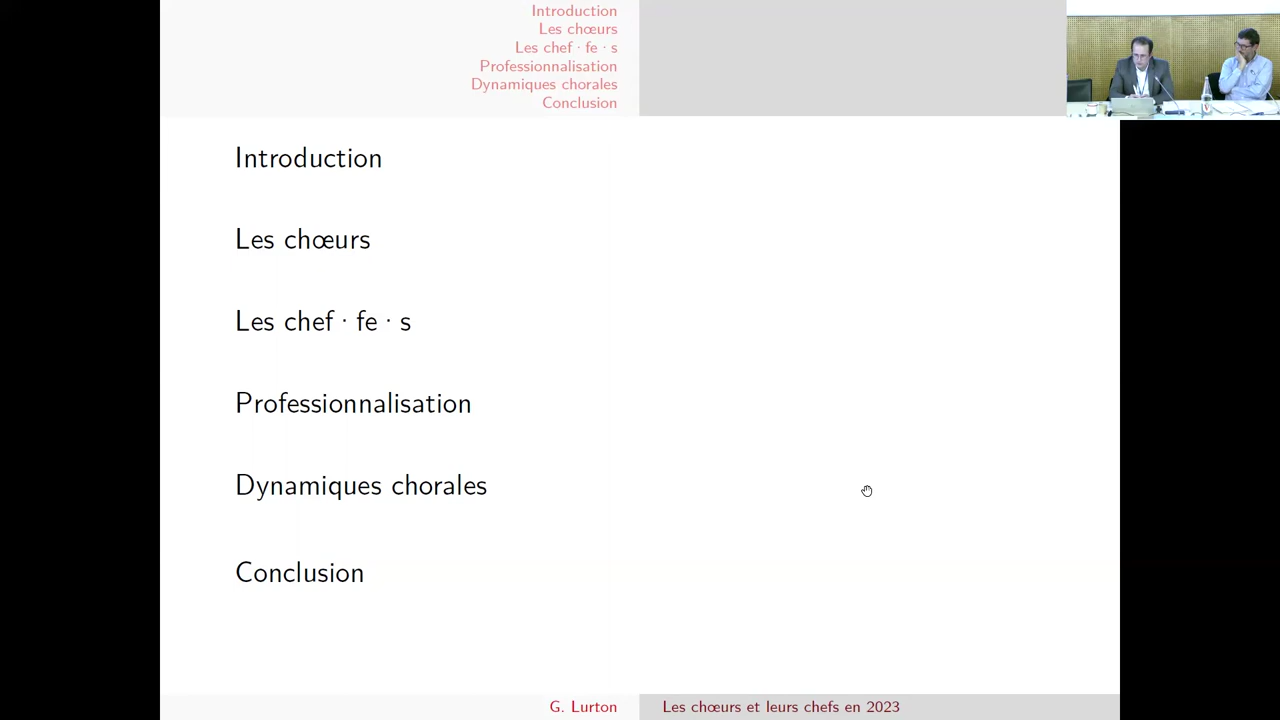 Introduction
Les chœurs
Les chef · fe · s
Professionnalisation
Dynamiques chorales
Conclusion
Introduction
Les chœurs
Les chef · fe · s
Professionnalisation
Dynamiques chorales
Conclusion
G. Lurton
Les chœurs et leurs chefs en 2023